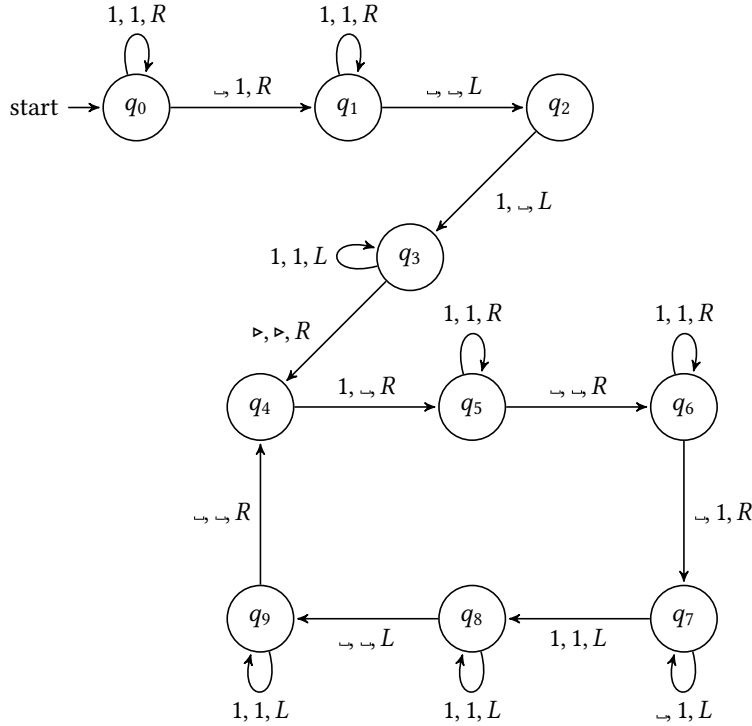 1, 1, R 1, 1, R
␣, 1, R ␣, ␣, L
start q0 q1 q2
1, ␣, L
1, 1, L q3
▹, ▹, R
1, 1, R 1, 1, R
1, ␣, R ␣, ␣, R
q4 q5 q6
␣, ␣, R ␣, 1, R
q9 q8 q7
␣, ␣, L 1, 1, L
1, 1, L 1, 1, L ␣, 1, L